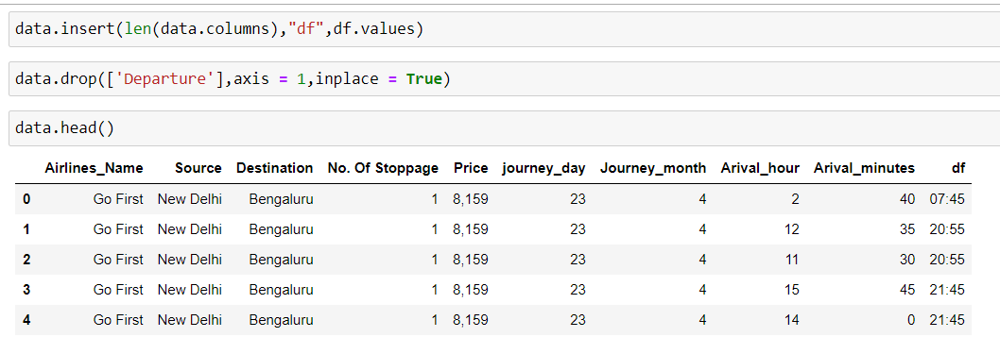 data.insert(len(data.columns),"df",df.values)
data.drop(['Departure'],axis = 1,inplace = True)
data.head()
Airlines_Name Source Destination No. Of Stoppage Price journey_day Journey_month Arival_hour Arival_minutes df
0 Go First New Delhi Bengaluru 1 8,159 23 4 2 40 07:45
1 Go First New Delhi Bengaluru 1 8,159 23 4 12 35 20:55
2 Go First New Delhi Bengaluru 1 8,159 23 4 11 30 20:55
3 Go First New Delhi Bengaluru 1 8,159 23 4 15 45 21:45
4 Go First New Delhi Bengaluru 1 8,159 23 4 14 0 21:45